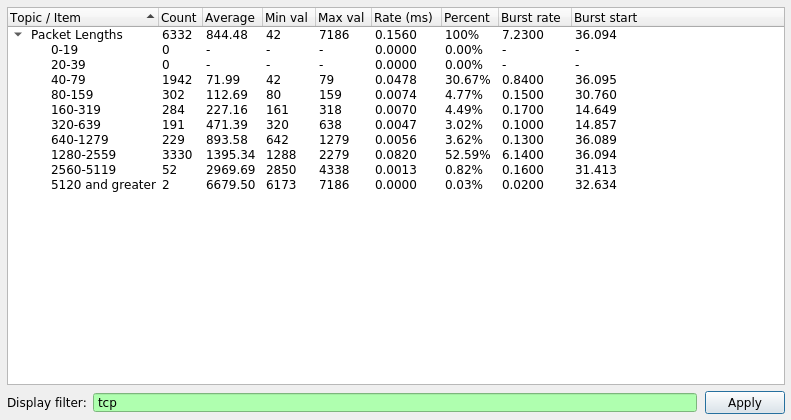 Topic / Item Count Average Min val Max val Rate (ms) Percent Burst rate Burst start
Packet Lengths 6332 844.48 42 7186 0.1560 100% 7.2300 36.094
0-19 0 - - - 0.0000 0.00% - -
20-39 0 - - - 0.0000 0.00% - -
40-79 1942 71.99 42 79 0.0478 30.67% 0.8400 36.095
80-159 302 112.69 80 159 0.0074 4.77% 0.1500 30.760
160-319 284 227.16 161 318 0.0070 4.49% 0.1700 14.649
320-639 191 471.39 320 638 0.0047 3.02% 0.1000 14.857
640-1279 229 893.58 642 1279 0.0056 3.62% 0.1300 36.089
1280-2559 3330 1395.34 1288 2279 0.0820 52.59% 6.1400 36.094
2560-5119 52 2969.69 2850 4338 0.0013 0.82% 0.1600 31.413
5120 and greater 2 6679.50 6173 7186 0.0000 0.03% 0.0200 32.634
Display filter: tcp Apply